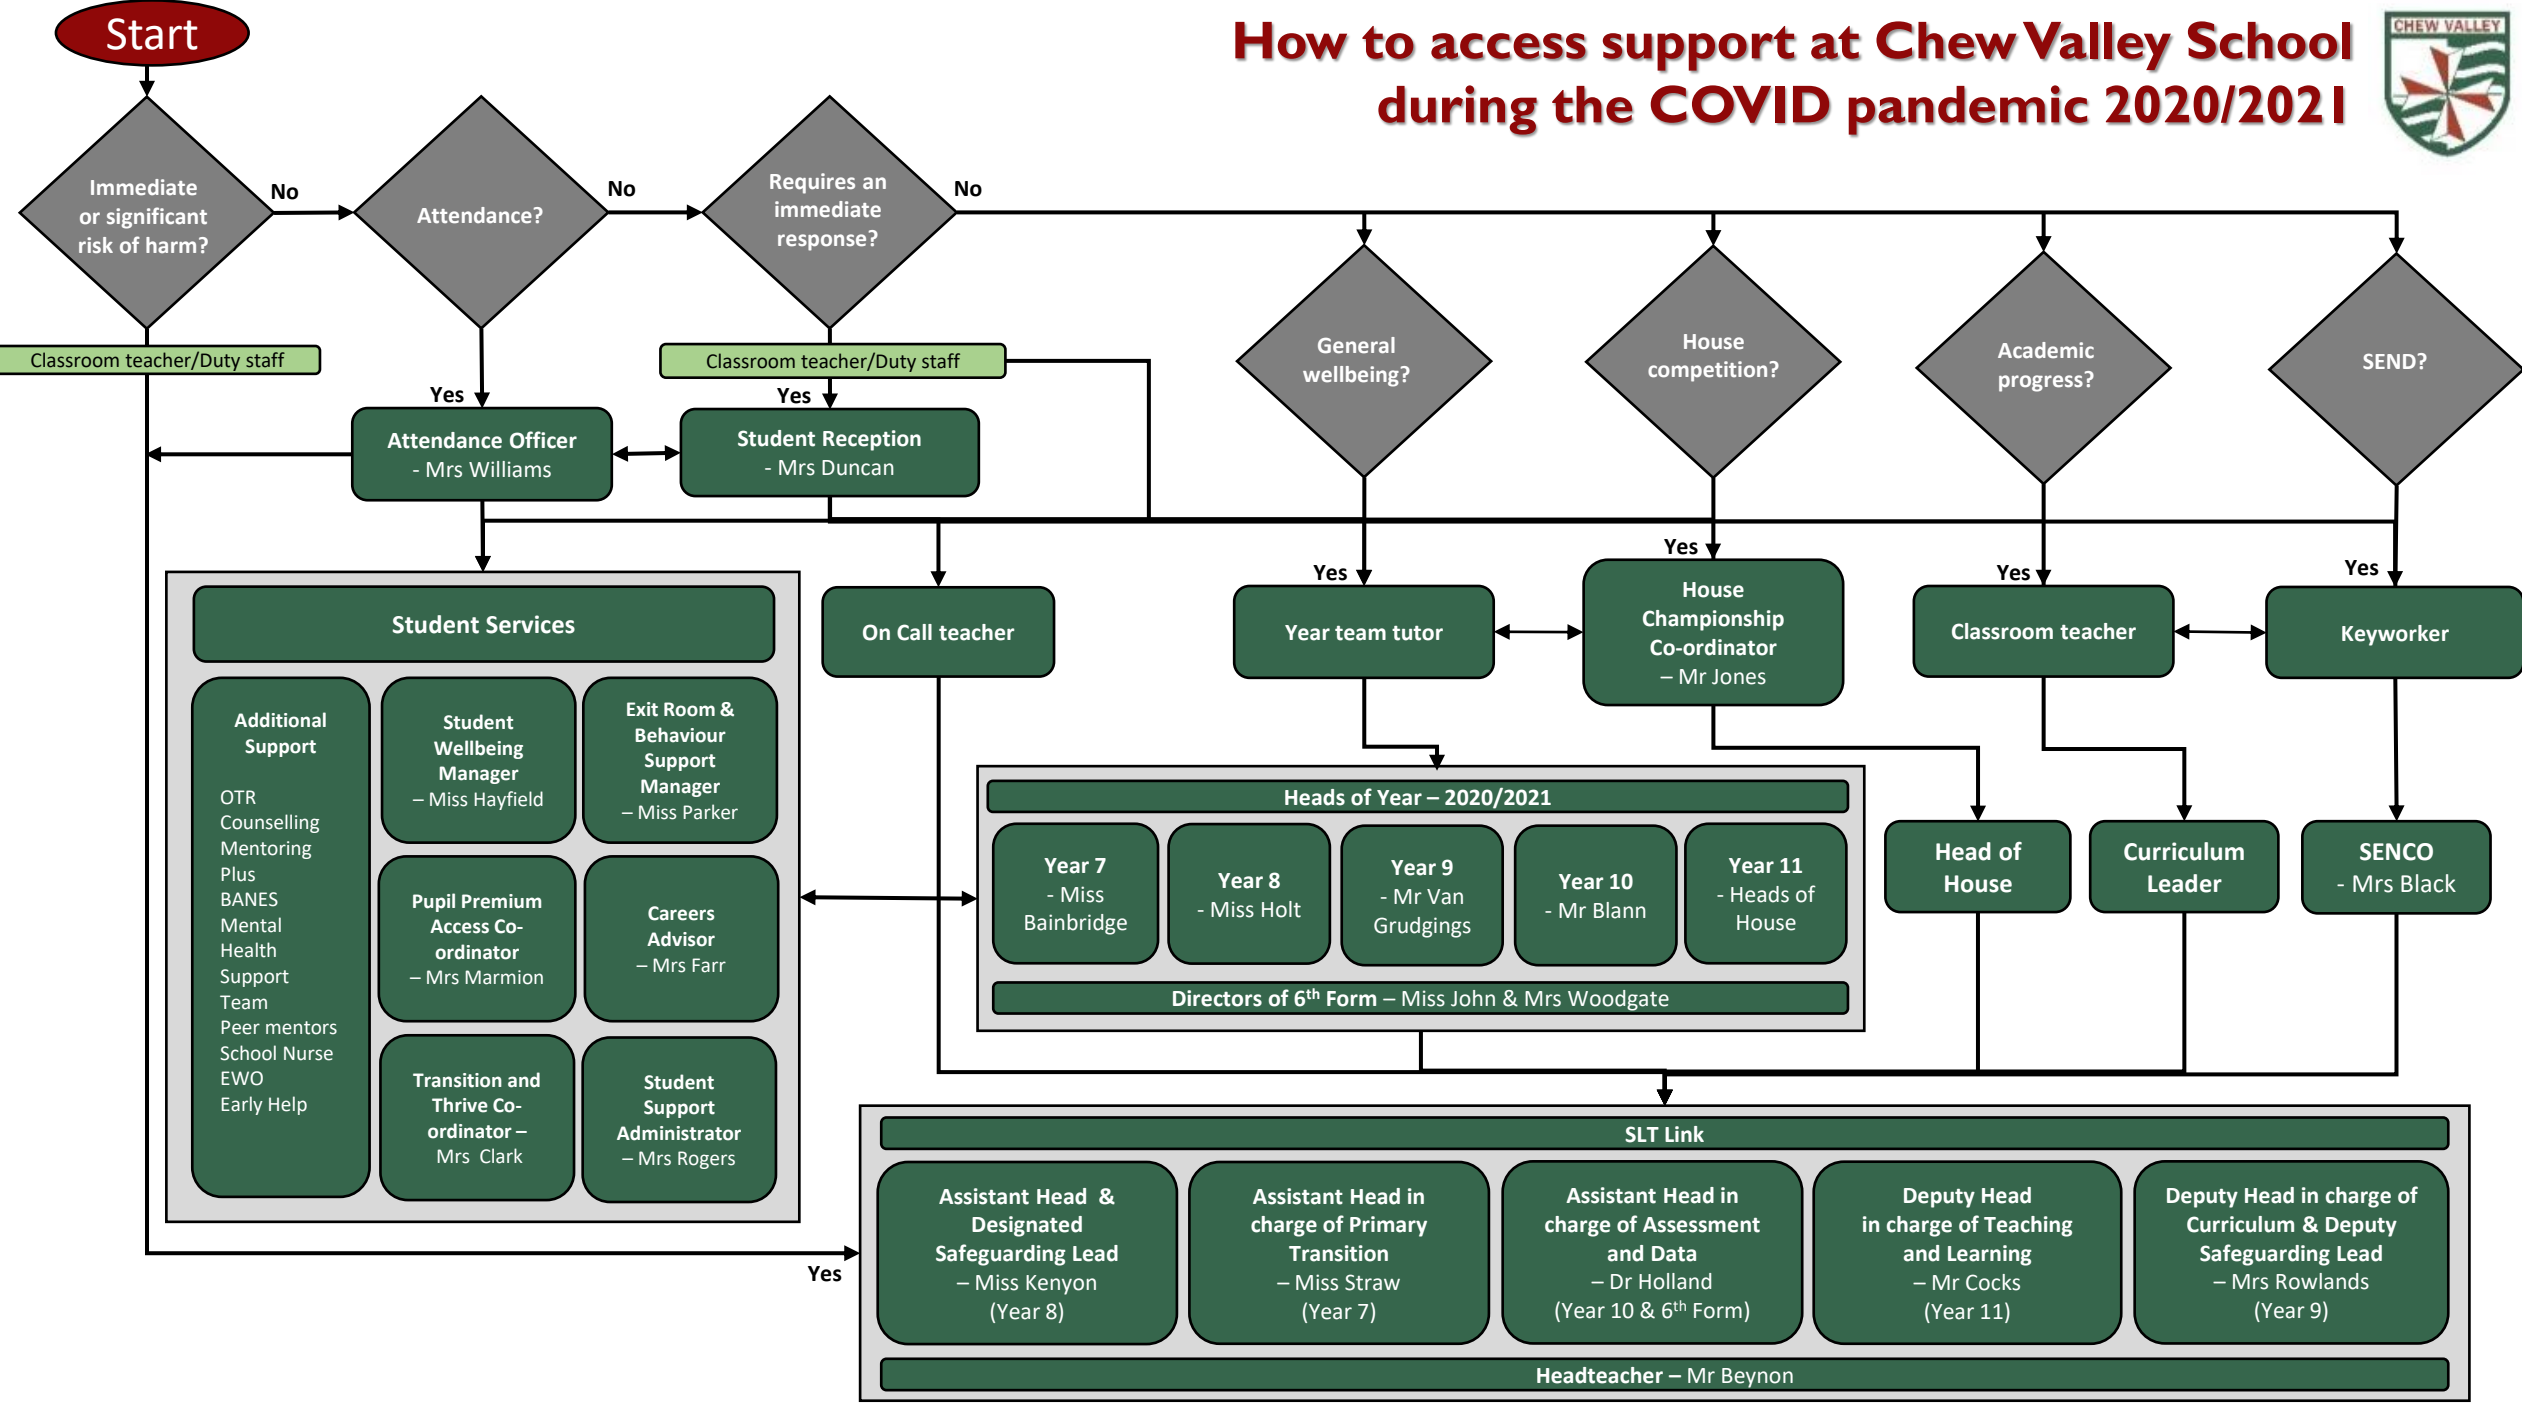 Start
How to access support at Chew Valley School
during the COVID pandemic 2020/2021
CHEW VALLEY
Immediate
or significant
risk of harm?
No
Attendance?
No
Requires an
immediate
response?
No
General
wellbeing?
House
competition?
Academic
progress?
SEND?
Classroom teacher/Duty staff
Classroom teacher/Duty staff
Yes
Yes
Attendance Officer
- Mrs Williams
Student Reception
- Mrs Duncan
Yes
Yes
Yes
Yes
Student Services
On Call teacher
Year team tutor
House
Championship
Co-ordinator
– Mr Jones
Classroom teacher
Keyworker
Additional
Support
OTR
Counselling
Mentoring
Plus
BANES
Mental
Health
Support
Team
Peer mentors
School Nurse
EWO
Early Help
Student
Wellbeing
Manager
– Miss Hayfield
Exit Room &
Behaviour
Support
Manager
– Miss Parker
Pupil Premium
Access Co-
ordinator
– Mrs Marmion
Careers
Advisor
– Mrs Farr
Transition and
Thrive Co-
ordinator –
Mrs Clark
Student
Support
Administrator
– Mrs Rogers
Heads of Year – 2020/2021
Year 7
- Miss
Bainbridge
Year 8
- Miss Holt
Year 9
- Mr Van
Grudgings
Year 10
- Mr Blann
Year 11
- Heads of
House
Directors of 6th Form – Miss John & Mrs Woodgate
Head of
House
Curriculum
Leader
SENCO
- Mrs Black
Yes
SLT Link
Assistant Head &
Designated
Safeguarding Lead
– Miss Kenyon
(Year 8)
Assistant Head in
charge of Primary
Transition
– Miss Straw
(Year 7)
Assistant Head in
charge of Assessment
and Data
– Dr Holland
(Year 10 & 6th Form)
Deputy Head
in charge of Teaching
and Learning
– Mr Cocks
(Year 11)
Deputy Head in charge of
Curriculum & Deputy
Safeguarding Lead
– Mrs Rowlands
(Year 9)
Headteacher – Mr Beynon